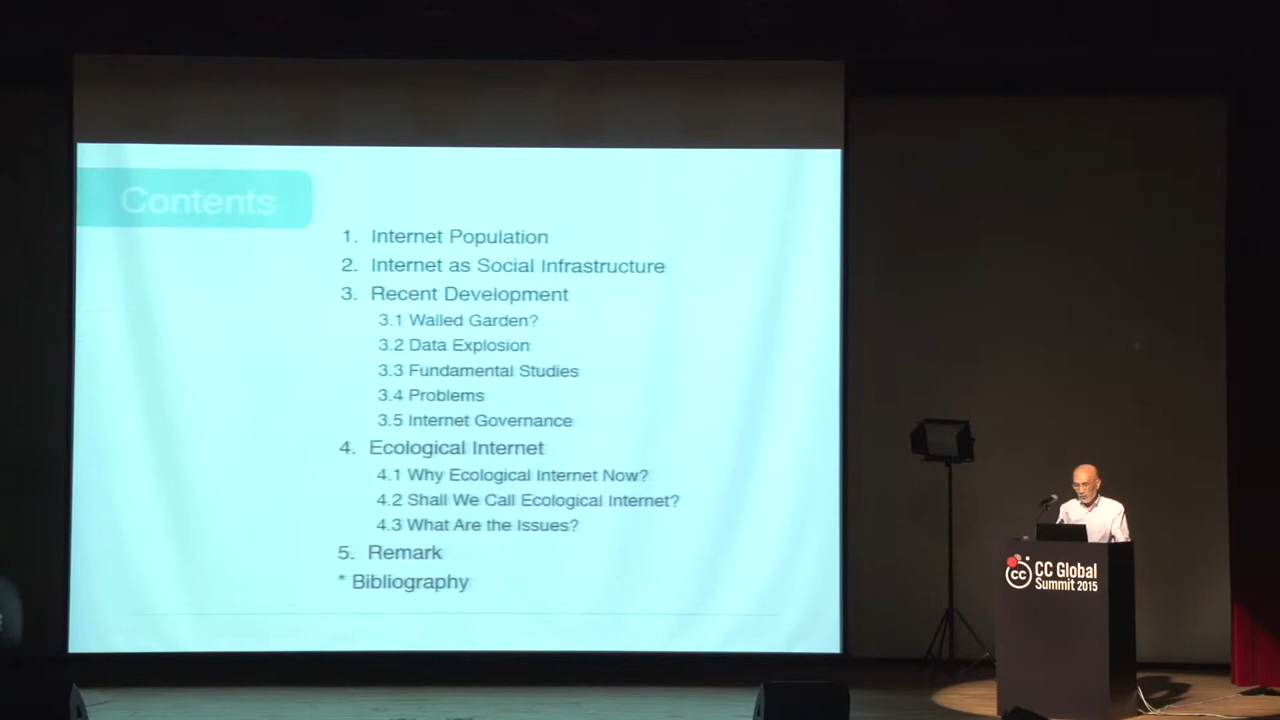 Contents
1. Internet Population
2. Internet as Social Infrastructure
3. Recent Development
3.1 Walled Garden?
3.2 Data Explosion
3.3 Fundamental Studies
3.4 Problems
3.5 Internet Governance
4. Ecological Internet
4.1 Why Ecological Internet Now?
4.2 Shall We Call Ecological Internet?
4.3 What Are the Issues?
5. Remark
* Bibliography
cc CC Global
Summit 2015